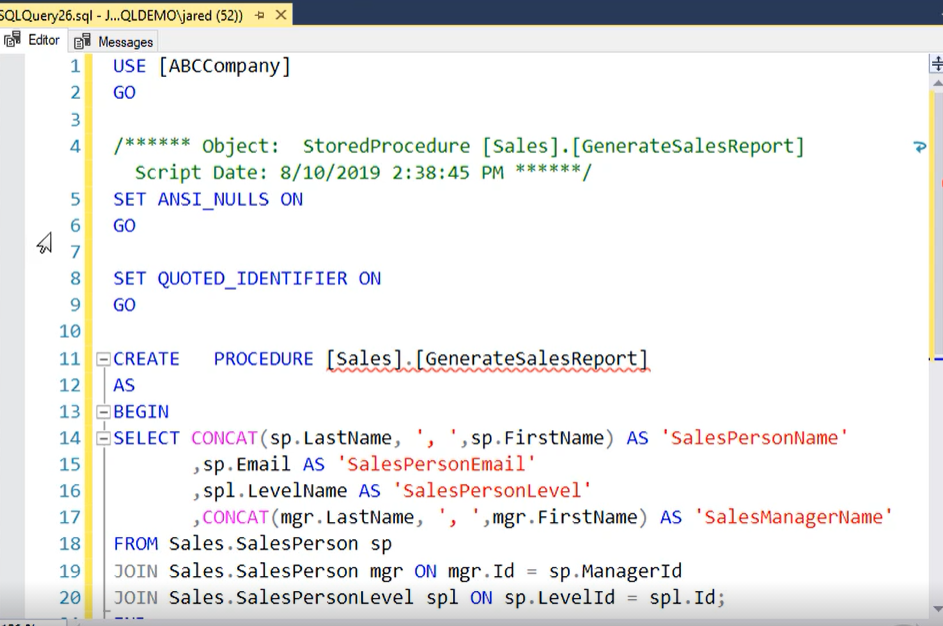 SQLQuery26.sql - J...QLDEMO\jared (52))
Editor Messages
1 USE [ABCCompany]
2 GO
3
4 /****** Object:  StoredProcedure [Sales].[GenerateSalesReport]
Script Date: 8/10/2019 2:38:45 PM ******/
5 SET ANSI_NULLS ON
6 GO
7
8 SET QUOTED_IDENTIFIER ON
9 GO
10
11 CREATE   PROCEDURE [Sales].[GenerateSalesReport]
12 AS
13 BEGIN
14 SELECT CONCAT(sp.LastName, ', ',sp.FirstName) AS 'SalesPersonName'
15 ,sp.Email AS 'SalesPersonEmail'
16 ,spl.LevelName AS 'SalesPersonLevel'
17 ,CONCAT(mgr.LastName, ', ',mgr.FirstName) AS 'SalesManagerName'
18 FROM Sales.SalesPerson sp
19 JOIN Sales.SalesPerson mgr ON mgr.Id = sp.ManagerId
20 JOIN Sales.SalesPersonLevel spl ON sp.LevelId = spl.Id;